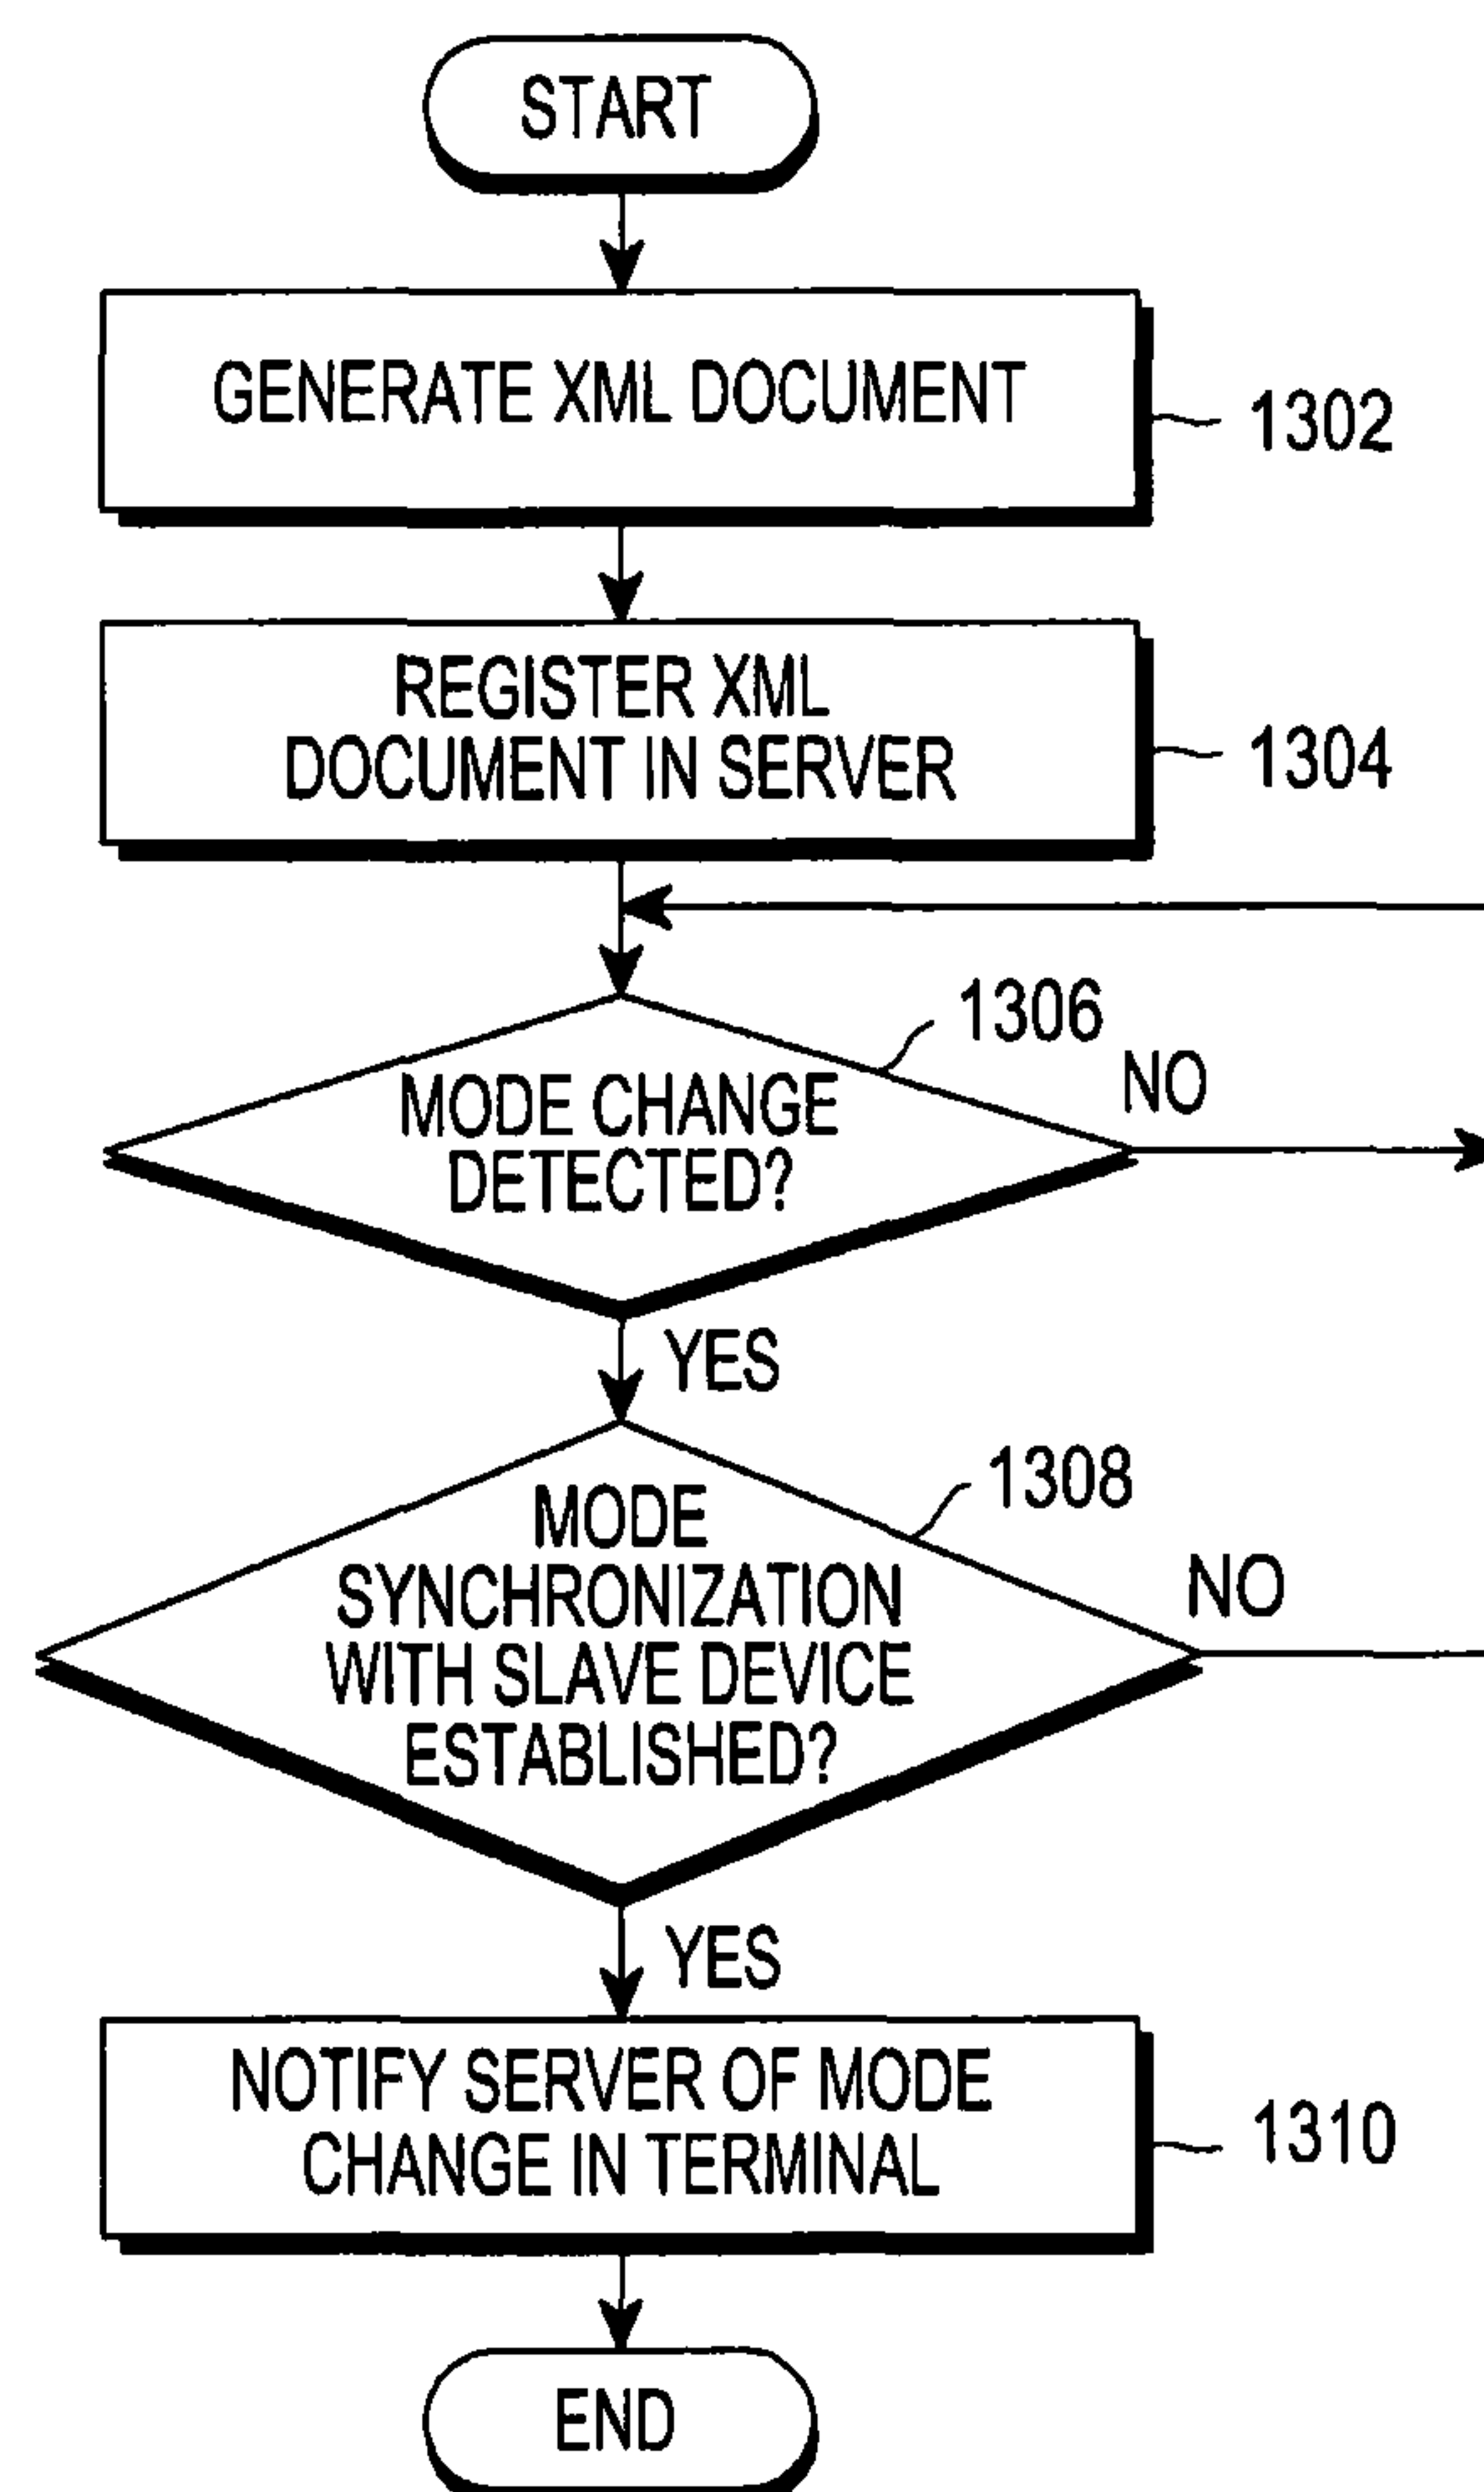 START
GENERATE XML DOCUMENT
1302
REGISTER XML
DOCUMENT IN SERVER
1304
1306
MODE CHANGE
DETECTED?
NO
YES
1308
MODE
SYNCHRONIZATION
WITH SLAVE DEVICE
ESTABLISHED?
NO
YES
NOTIFY SERVER OF MODE
CHANGE IN TERMINAL
1310
END